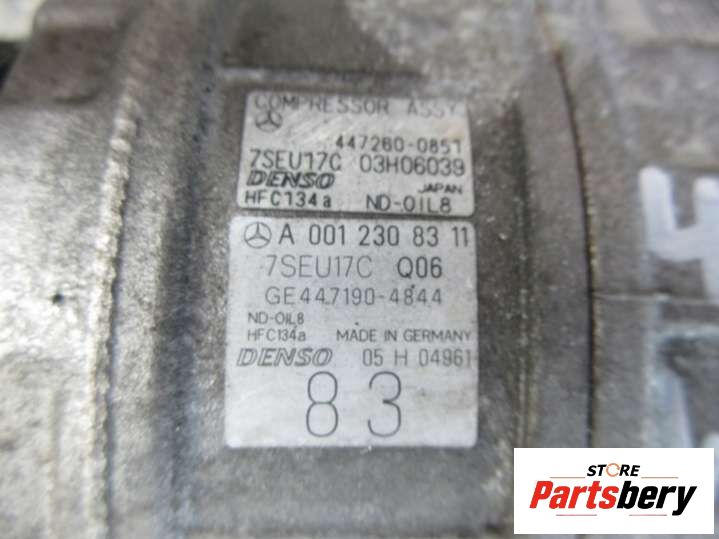 COMPRESSOR ASSY
447260-0851
7SEU17C 03H06039
DENSO JAPAN
HFC134a ND-OIL8
A 001 230 83 11
7SEU17C Q06
GE447190-4844
ND-OIL8
HFC134a MADE IN GERMANY
DENSO 05 H 04961
83
STORE
Partsbery